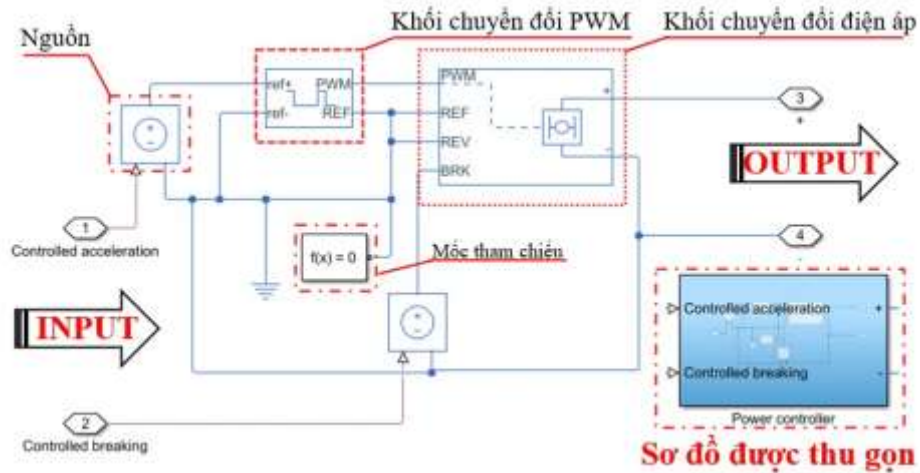 Nguồn
Khối chuyển đổi PWM
Khối chuyển đổi điện áp
ref+ PWM
ref- REF
PWM
REF
REV
BRK
+
-
3
+
OUTPUT
1
Controlled acceleration
f(x) = 0
Mốc tham chiếu
4
-
INPUT
Controlled acceleration +
Controlled breaking -
Power controller
2
Controlled breaking
Sơ đồ được thu gọn